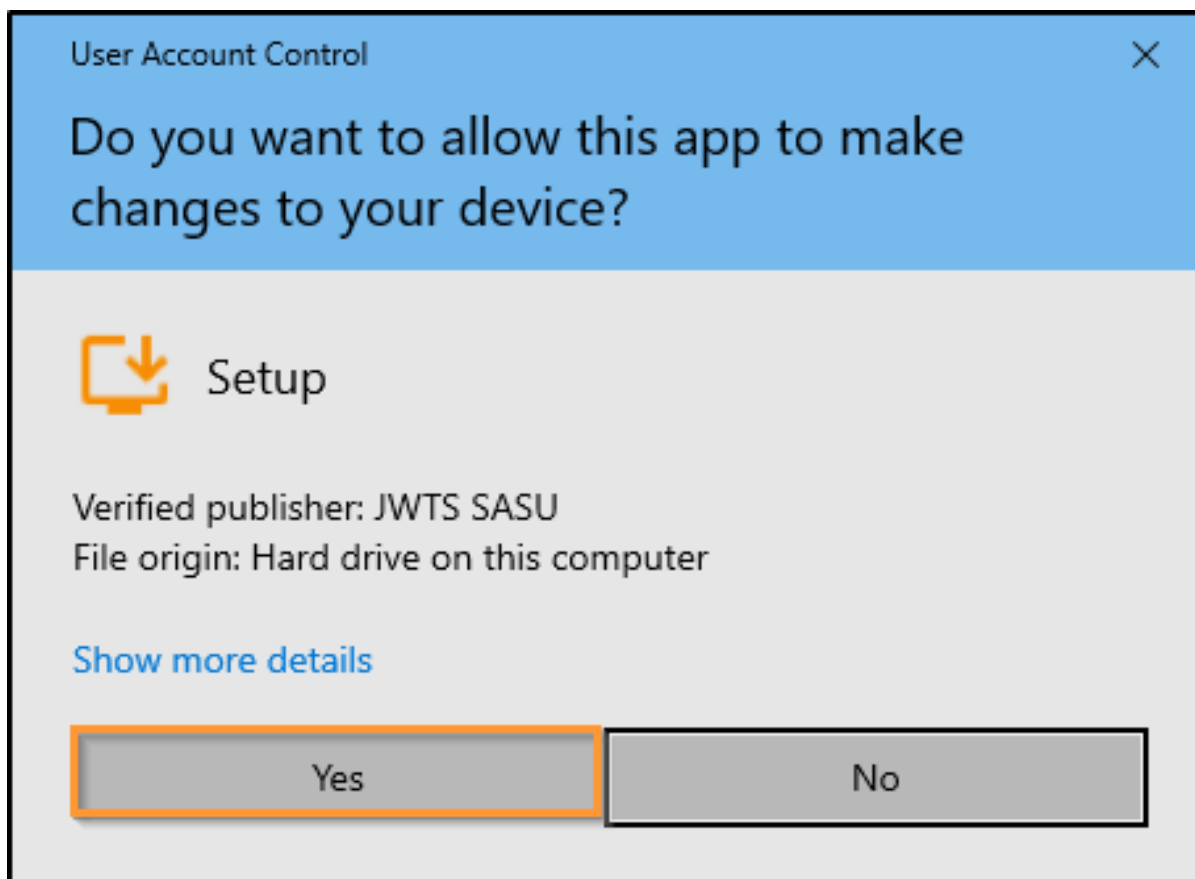 User Account Control
Do you want to allow this app to make
changes to your device?
Setup
Verified publisher: JWTS SASU
File origin: Hard drive on this computer
Show more details
Yes
No